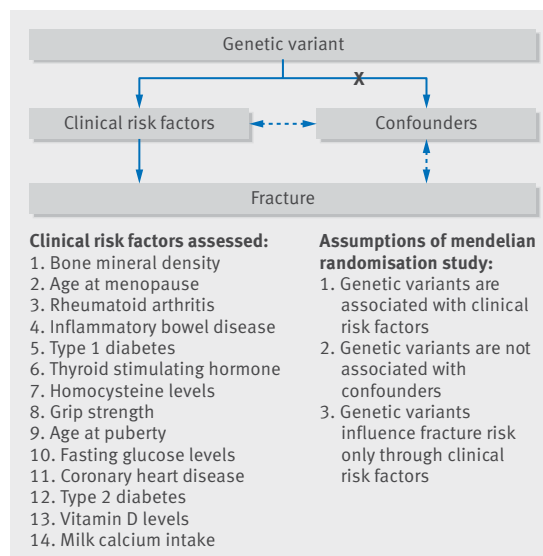 Genetic variant
X
Clinical risk factors
Confounders
Fracture
Clinical risk factors assessed:
1. Bone mineral density
2. Age at menopause
3. Rheumatoid arthritis
4. Inflammatory bowel disease
5. Type 1 diabetes
6. Thyroid stimulating hormone
7. Homocysteine levels
8. Grip strength
9. Age at puberty
10. Fasting glucose levels
11. Coronary heart disease
12. Type 2 diabetes
13. Vitamin D levels
14. Milk calcium intake
Assumptions of mendelian
randomisation study:
1. Genetic variants are
associated with clinical
risk factors
2. Genetic variants are not
associated with
confounders
3. Genetic variants
influence fracture risk
only through clinical
risk factors